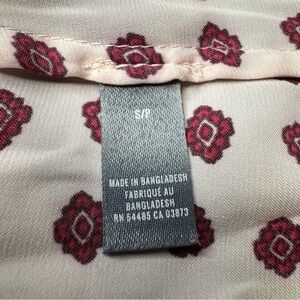 S/P
MADE IN BANGLADESH
FABRIQUÉ AU
BANGLADESH
RN 54485 CA 03873